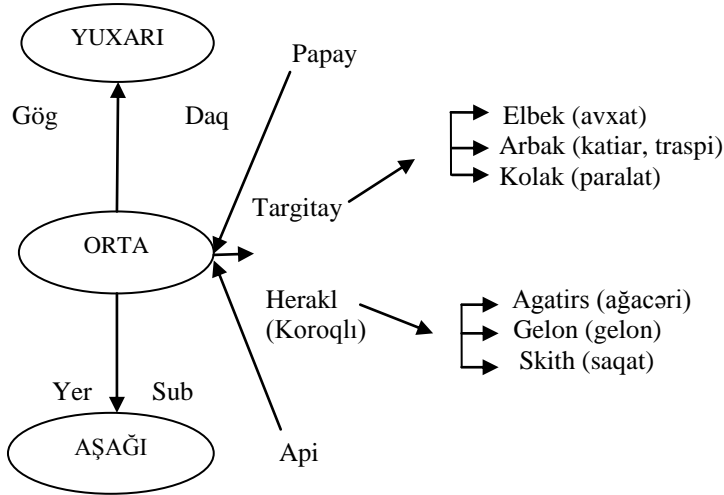 YUXARI
Papay
Gög
Daq
Elbek (avxat)
Arbak (katiar, traspi)
Kolak (paralat)
Targitay
ORTA
Herakl
(Koroqlı)
Agatirs (ağacəri)
Gelon (gelon)
Skith (saqat)
Yer
Sub
AŞAĞI
Api